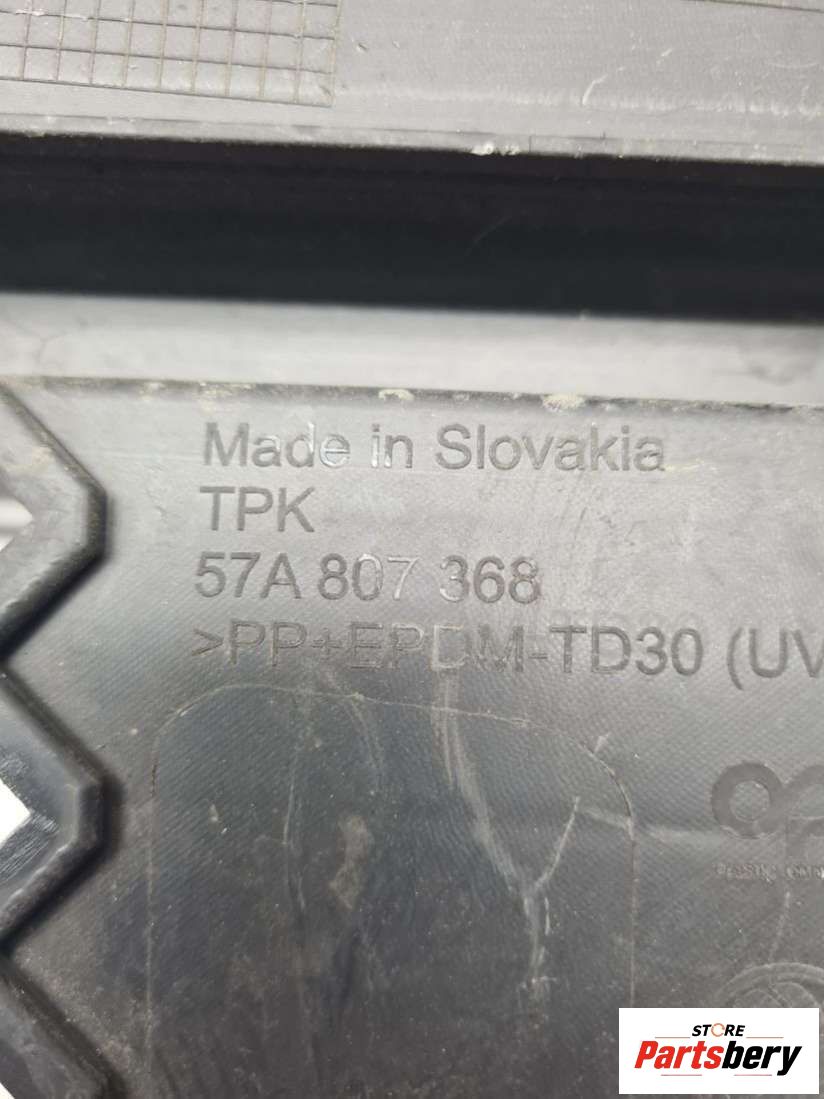 Made in Slovakia
TPK
57A 807 368
>PP+EPDM-TD30 (UV
STORE
Partsbery